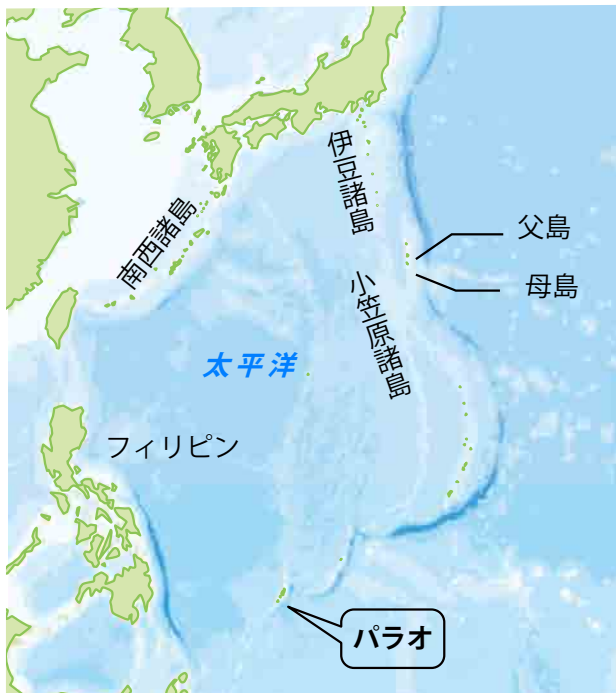 伊豆諸島
父島
南西諸島
母島
小笠原諸島
太平洋
フィリピン
パラオ